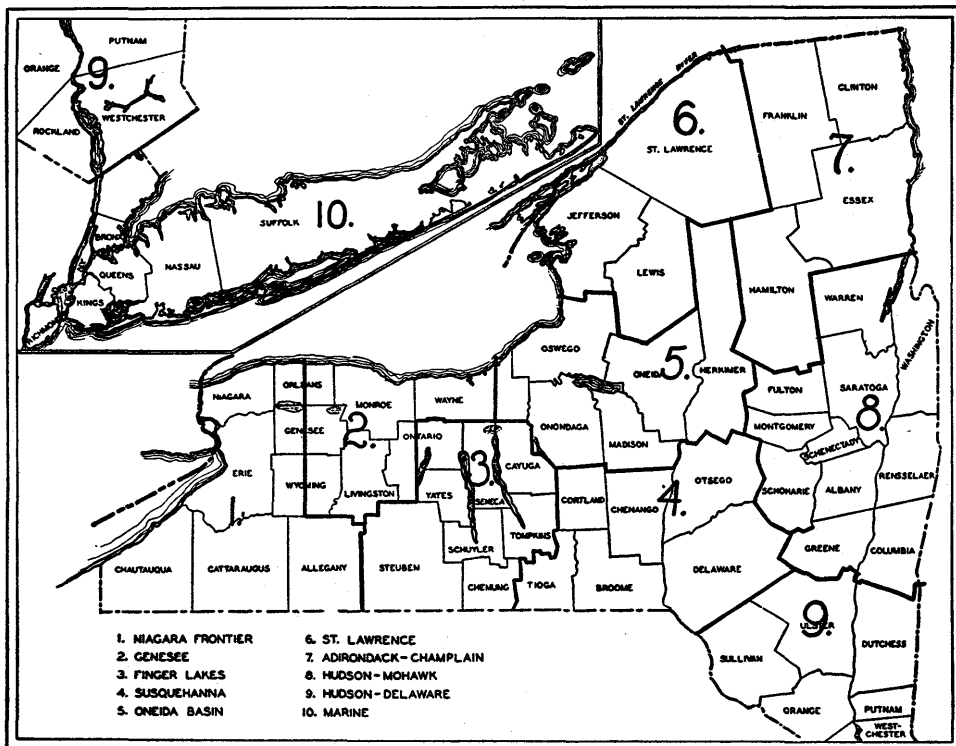 PUTNAM
ORANGE
9.
WESTCHESTER
ROCKLAND
BRONX
QUEENS
NASSAU
KINGS
RICHMOND
SUFFOLK
10.
ST. LAWRENCE RIVER
6.
ST. LAWRENCE
FRANKLIN
CLINTON
7.
ESSEX
JEFFERSON
LEWIS
HAMILTON
WARREN
WASHINGTON
OSWEGO
ONEIDA
5.
HERKIMER
FULTON
SARATOGA
8.
MONTGOMERY
SCHENECTADY
NIAGARA
ORLEANS
MONROE
WAYNE
GENESEE
2.
ONTARIO
ONONDAGA
MADISON
CAYUGA
3.
ERIE
WYOMING
LIVINGSTON
YATES
SENECA
CORTLAND
CHENANGO
4.
OTSEGO
SCHOHARIE
ALBANY
RENSSELAER
1
TOMPKINS
SCHUYLER
GREENE
COLUMBIA
CHAUTAUQUA
CATTARAUGUS
ALLEGANY
STEUBEN
CHEMUNG
TIOGA
BROOME
DELAWARE
ULSTER
9.
DUTCHESS
SULLIVAN
ORANGE
PUTNAM
WEST-
CHESTER
1. NIAGARA FRONTIER
2. GENESEE
3. FINGER LAKES
4. SUSQUEHANNA
5. ONEIDA BASIN
6. ST. LAWRENCE
7. ADIRONDACK-CHAMPLAIN
8. HUDSON-MOHAWK
9. HUDSON-DELAWARE
10. MARINE